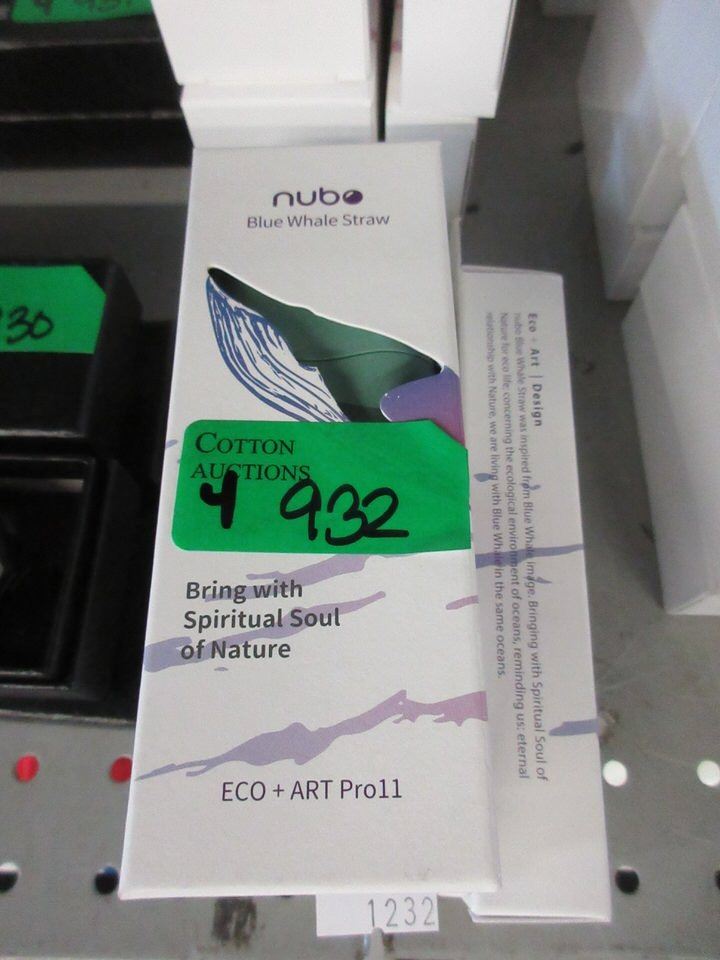 nubo
Blue Whale Straw
COTTON
AUCTIONS
4 932
Bring with
Spiritual Soul
of Nature
ECO + ART Pro11
1232
Eco + Art | Design
nubo Blue Whale Straw was inspired from Blue Whale image. Bringing with Spiritual Soul of
Nature for eco life, concerning the ecological environment of oceans, reminding us: eternal
relationship with Nature, we are living with Blue Whale in the same oceans.
30